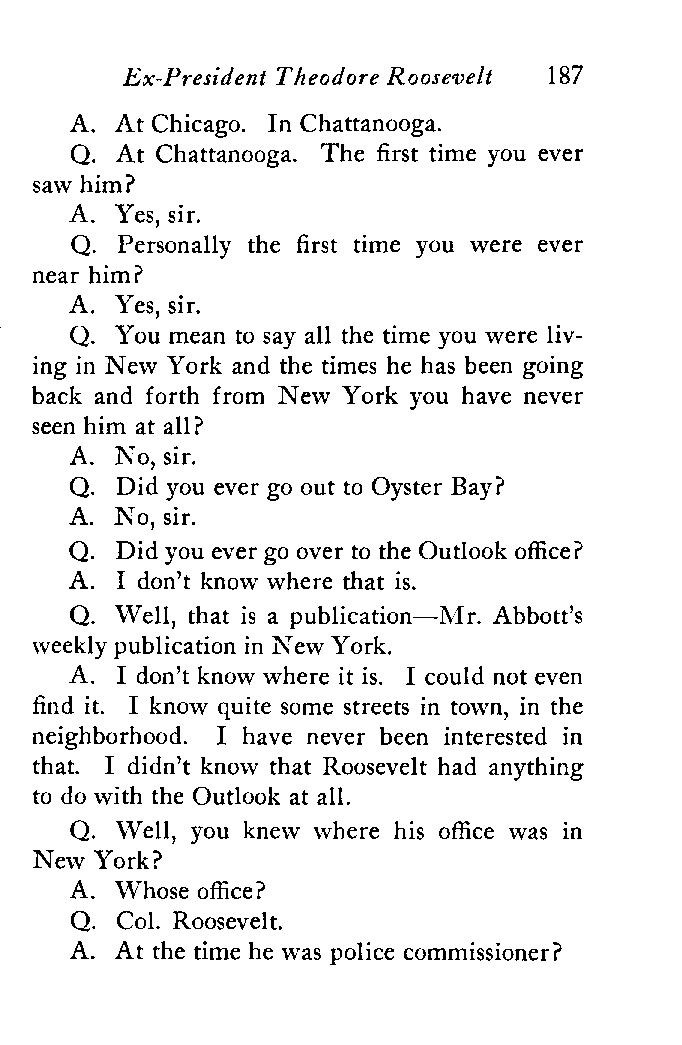 Ex-President Theodore Roosevelt 187
A. At Chicago. In Chattanooga.
Q. At Chattanooga. The first time you ever
saw him?
A. Yes, sir.
Q. Personally the first time you were ever
near him?
A. Yes, sir.
Q. You mean to say all the time you were liv-
ing in New York and the times he has been going
back and forth from New York you have never
seen him at all?
A. No, sir.
Q. Did you ever go out to Oyster Bay?
A. No, sir.
Q. Did you ever go over to the Outlook office?
A. I don't know where that is.
Q. Well, that is a publication—Mr. Abbott's
weekly publication in New York.
A. I don't know where it is. I could not even
find it. I know quite some streets in town, in the
neighborhood. I have never been interested in
that. I didn't know that Roosevelt had anything
to do with the Outlook at all.
Q. Well, you knew where his office was in
New York?
A. Whose office?
Q. Col. Roosevelt.
A. At the time he was police commissioner?